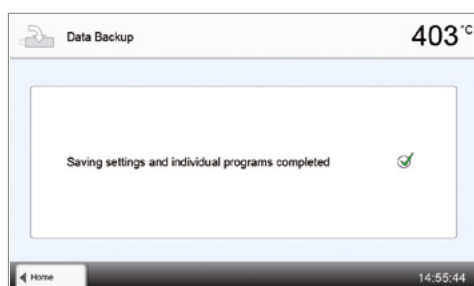 Data Backup
403 °C
Saving settings and individual programs completed
Home
14:55:44